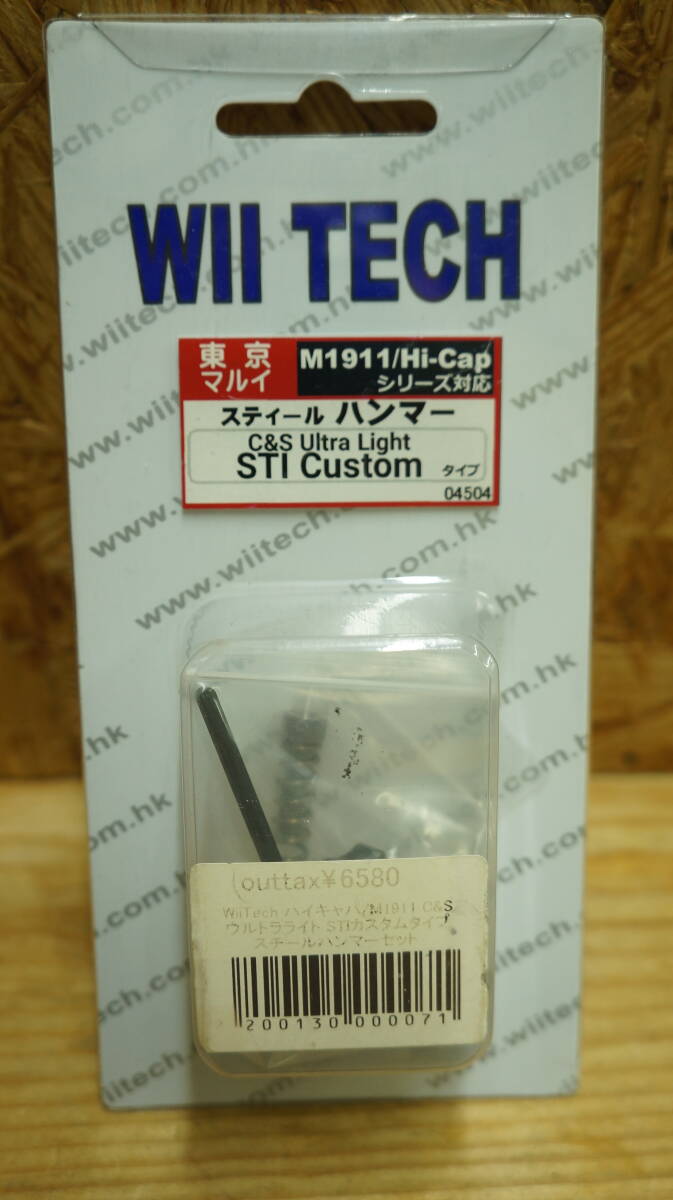 WII TECH
東京
マルイ
M1911/Hi-Cap
シリーズ対応
スティール ハンマー
C&S Ultra Light
STI Custom タイプ
04504
www.wiitech.com.hk
outtax¥6580
WiiTech ハイキャパ/M1911 C&S
ウルトラライト STIカスタムタイプ
スチールハンマーセット
200130 000071